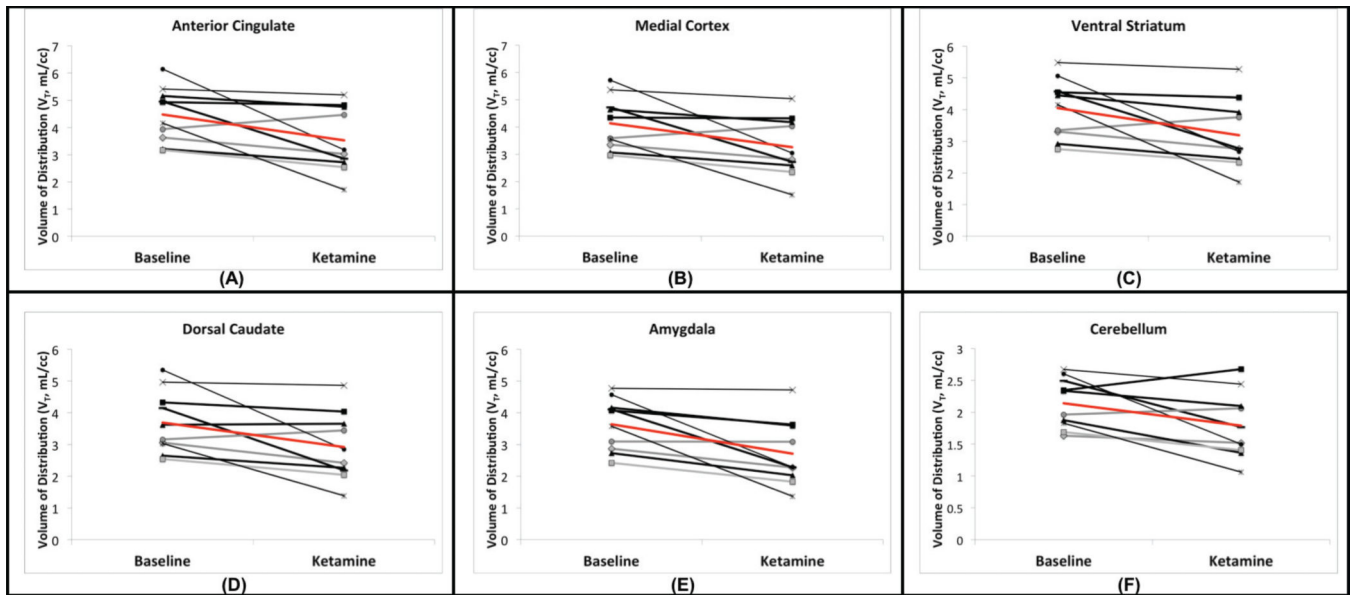 Anterior Cingulate
Volume of Distribution (VT, mL/cc)
7
6
5
4
3
2
1
0
Baseline Ketamine
(A)
Medial Cortex
Volume of Distribution (VT, mL/cc)
7
6
5
4
3
2
1
0
Baseline Ketamine
(B)
Ventral Striatum
Volume of Distribution (VT, mL/cc)
6
5
4
3
2
1
0
Baseline Ketamine
(C)
Dorsal Caudate
Volume of Distribution (VT, mL/cc)
6
5
4
3
2
1
0
Baseline Ketamine
(D)
Amygdala
Volume of Distribution (VT, mL/cc)
6
5
4
3
2
1
0
Baseline Ketamine
(E)
Cerebellum
Volume of Distribution (VT, mL/cc)
3
2.5
2
1.5
1
0.5
0
Baseline Ketamine
(F)